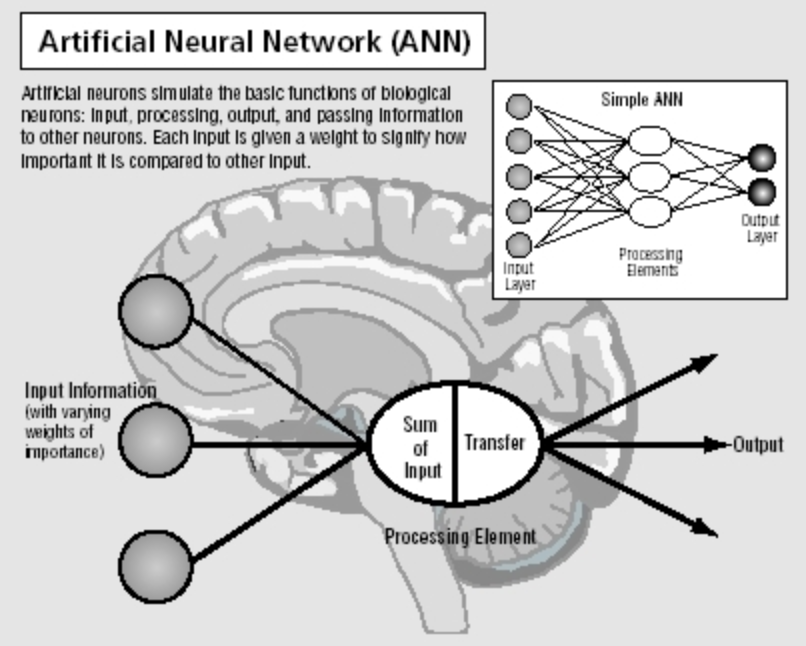 Artificial Neural Network (ANN)
Artificial neurons simulate the basic functions of biological
neurons: input, processing, output, and passing information
to other neurons. Each input is given a weight to signify how
important it is compared to other input.
Simple ANN
Input
Layer
Processing
Elements
Output
Layer
Input Information
(with varying
weights of
importance)
Sum
of
Input
Transfer
Output
Processing Element